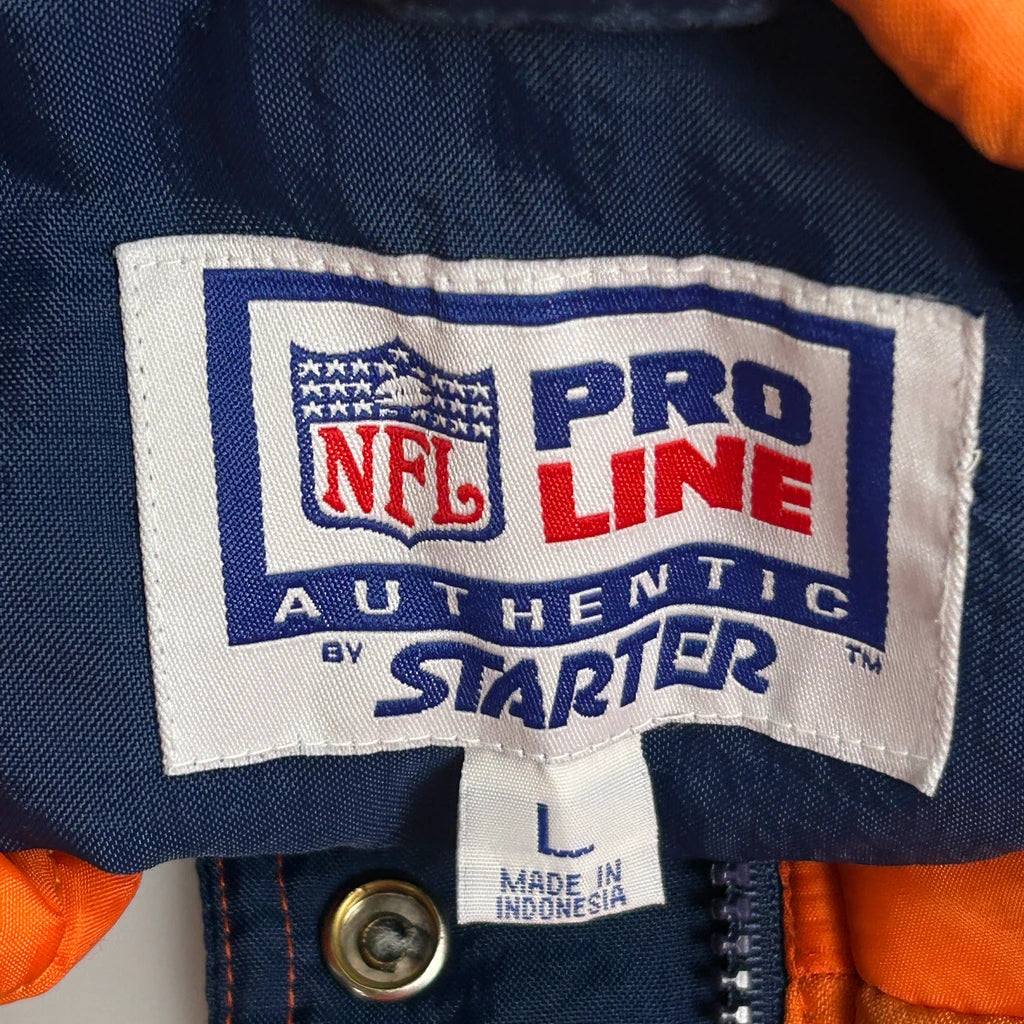 NFL
PRO
LINE
AUTHENTIC
BY STARTER TM
L
MADE IN
INDONESIA